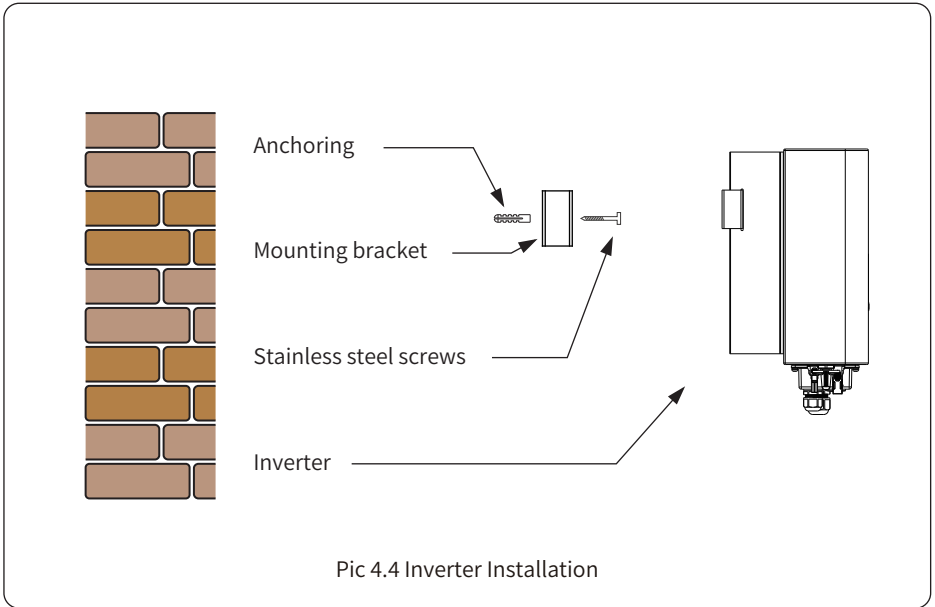 Anchoring
Mounting bracket
Stainless steel screws
Inverter
Pic 4.4 Inverter Installation